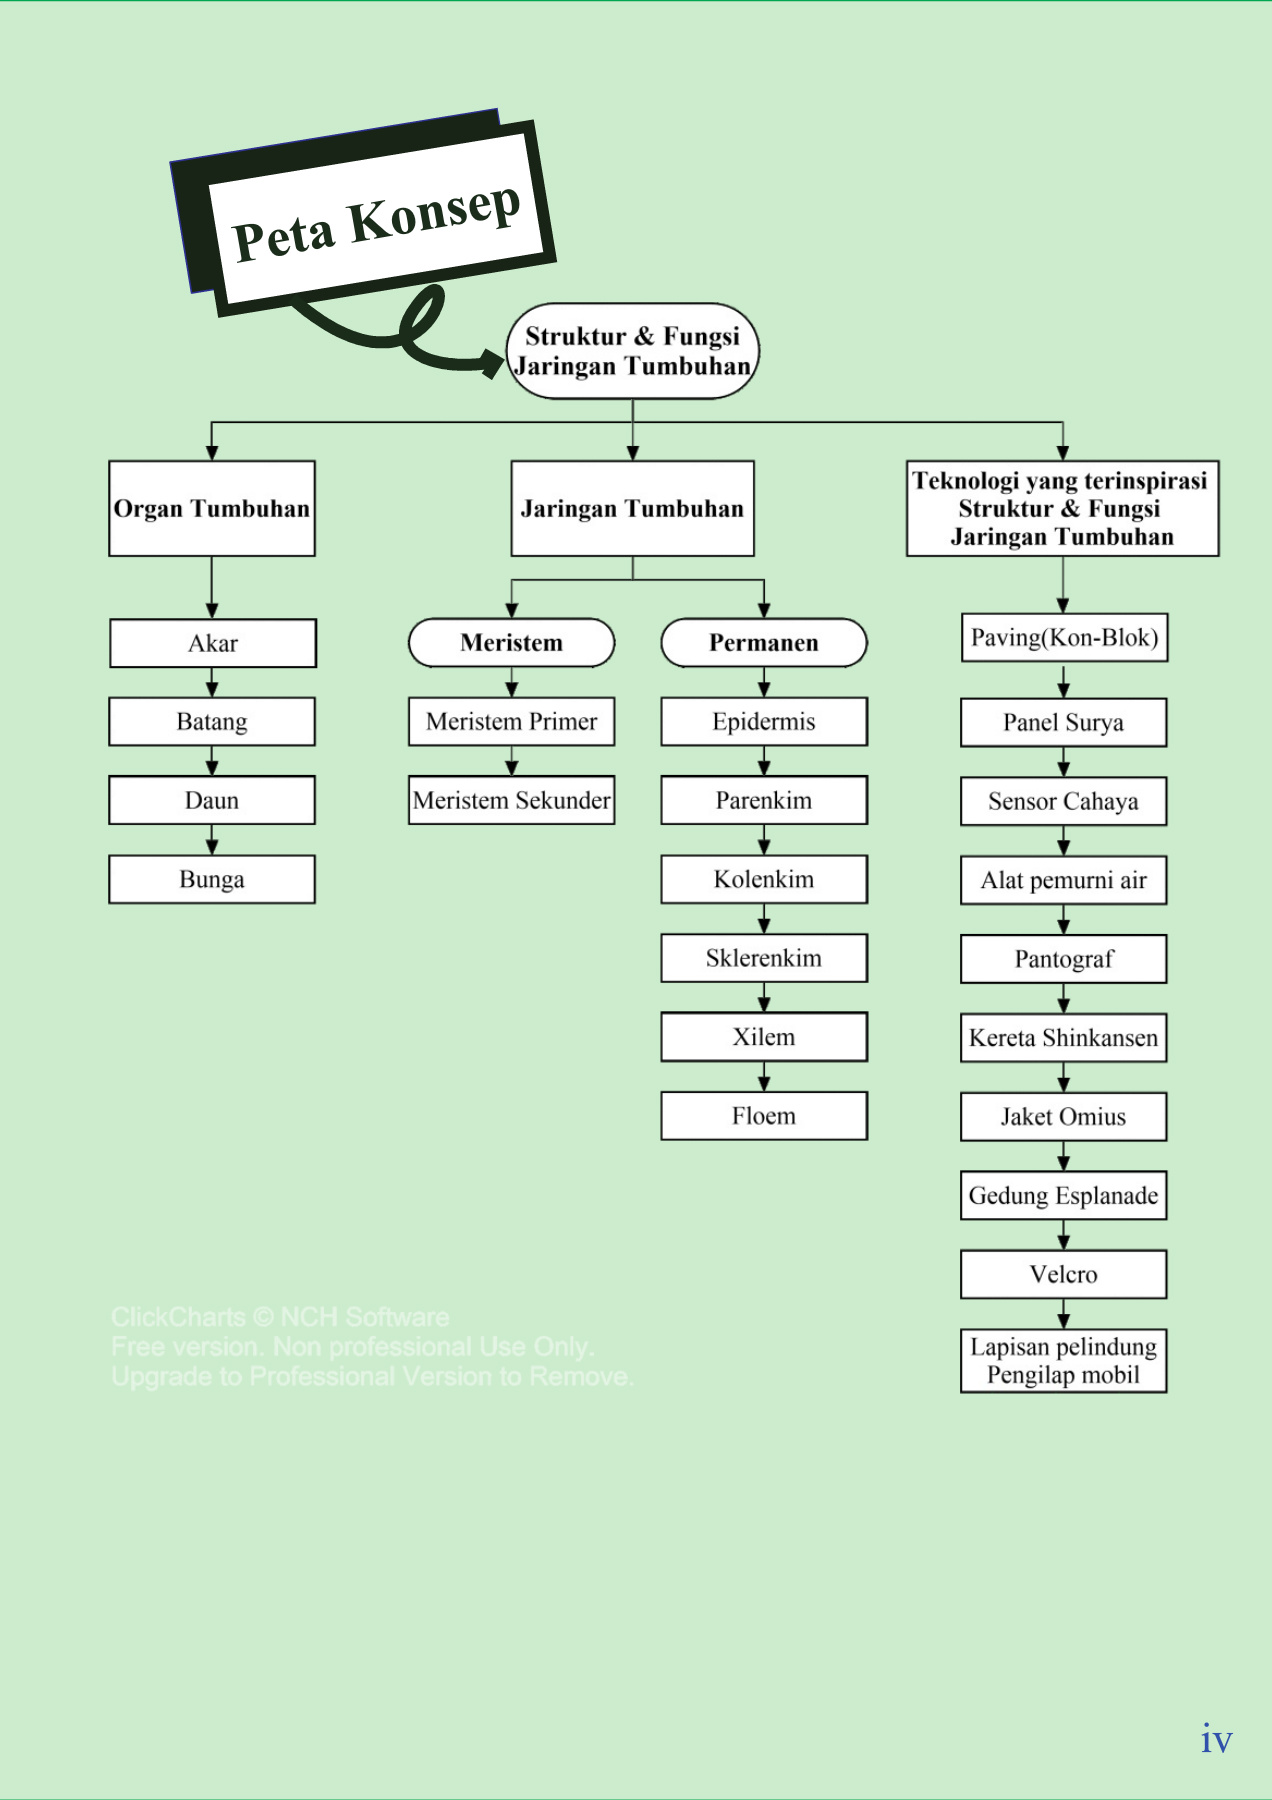 Peta Konsep
Struktur & Fungsi
Jaringan Tumbuhan
Organ Tumbuhan
Jaringan Tumbuhan
Teknologi yang terinspirasi
Struktur & Fungsi
Jaringan Tumbuhan
Akar
Batang
Daun
Bunga
Meristem
Meristem Primer
Meristem Sekunder
Permanen
Epidermis
Parenkim
Kolenkim
Sklerenkim
Xilem
Floem
Paving(Kon-Blok)
Panel Surya
Sensor Cahaya
Alat pemurni air
Pantograf
Kereta Shinkansen
Jaket Omius
Gedung Esplanade
Velcro
Lapisan pelindung
Pengilap mobil
ClickCharts © NCH Software
Free version. Non professional Use Only.
Upgrade to Professional Version to Remove.
iv